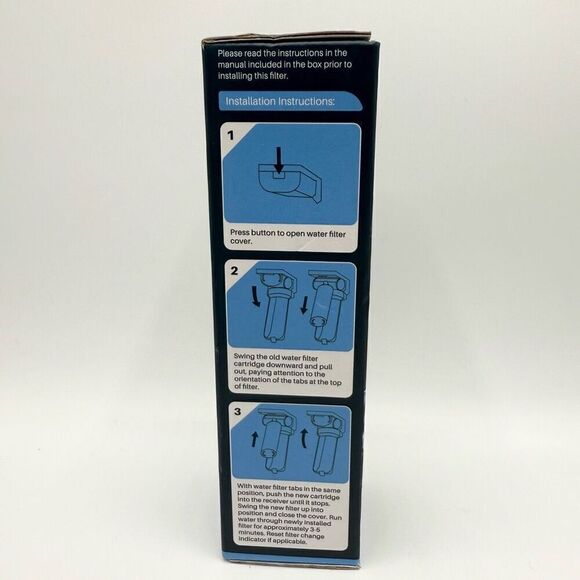 Please read the instructions in the
manual included in the box prior to
installing this filter.
Installation Instructions:
1
Press button to open water filter
cover.
2
Swing the old water filter
cartridge downward and pull
out, paying attention to the
orientation of the tabs at the top
of filter.
3
With water filter tabs in the same
position, push the new cartridge
into the receiver until it stops.
Swing the new filter up into
position and close the cover. Run
water through newly installed
filter for approximately 3-5
minutes. Reset filter change
indicator if applicable.